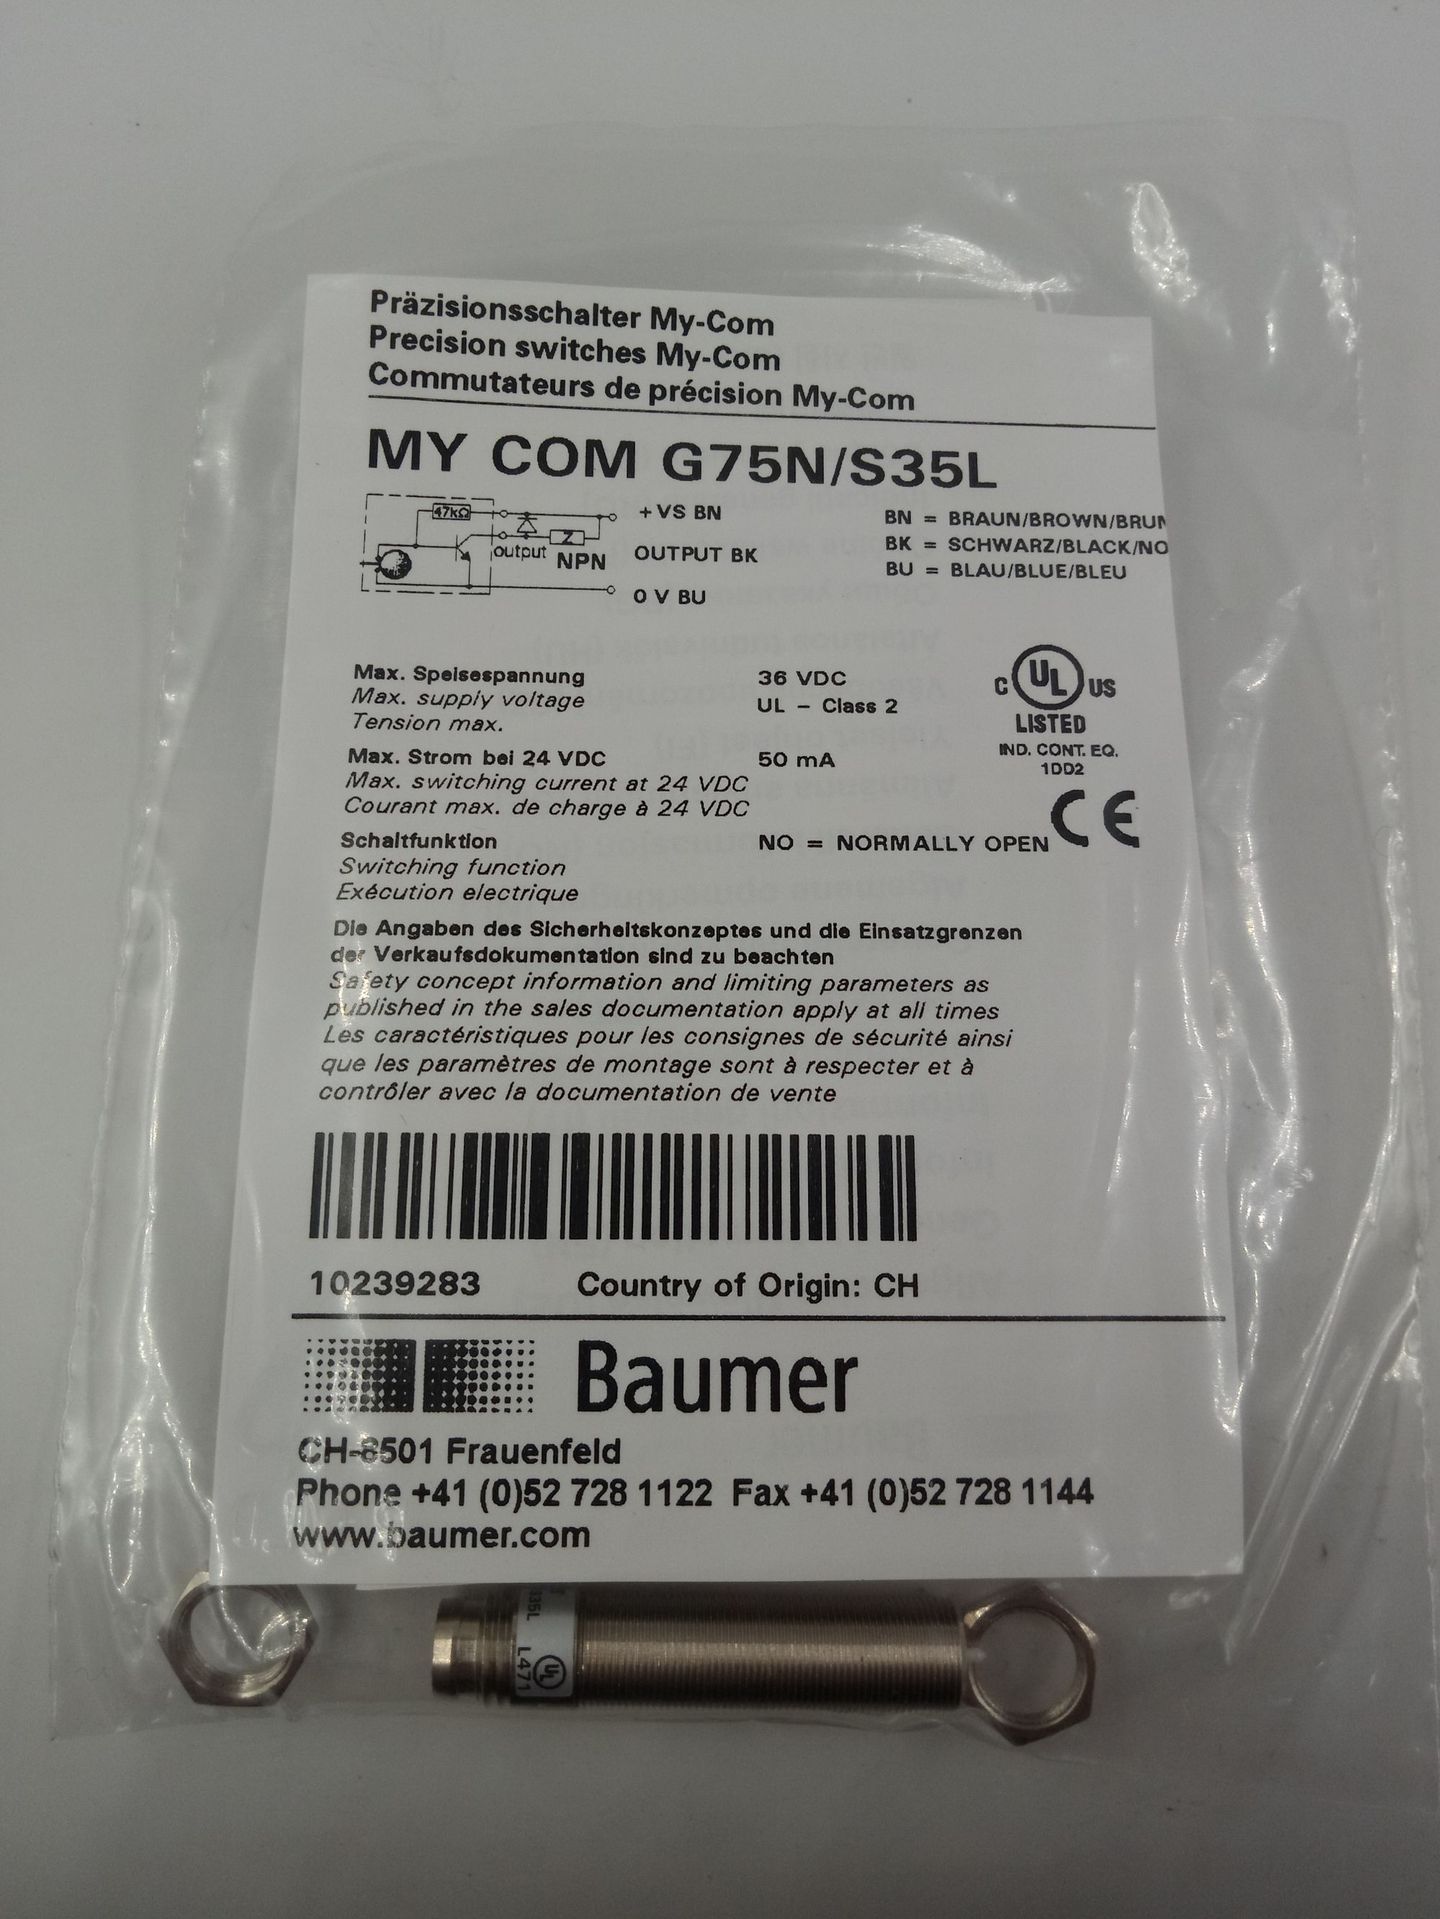 Präzisionsschalter My-Com
Precision switches My-Com
Commutateurs de précision My-Com
MY COM G75N/S35L
47kΩ
+VS BN
output
Z
NPN
OUTPUT BK
0 V BU
BN = BRAUN/BROWN/BRUN
BK = SCHWARZ/BLACK/NO
BU = BLAU/BLUE/BLEU
Max. Speisespannung 36 VDC
Max. supply voltage UL - Class 2
Tension max.
C UL US
LISTED
IND. CONT. EQ.
1DD2
Max. Strom bei 24 VDC 50 mA
Max. switching current at 24 VDC
Courant max. de charge à 24 VDC
CE
Schaltfunktion NO = NORMALLY OPEN
Switching function
Exécution electrique
Die Angaben des Sicherheitskonzeptes und die Einsatzgrenzen
der Verkaufsdokumentation sind zu beachten
Safety concept information and limiting parameters as
published in the sales documentation apply at all times
Les caractéristiques pour les consignes de sécurité ainsi
que les paramètres de montage sont à respecter et à
contrôler avec la documentation de vente
10239283 Country of Origin: CH
Baumer
CH-8501 Frauenfeld
Phone +41 (0)52 728 1122 Fax +41 (0)52 728 1144
www.baumer.com
35L
L471
UL